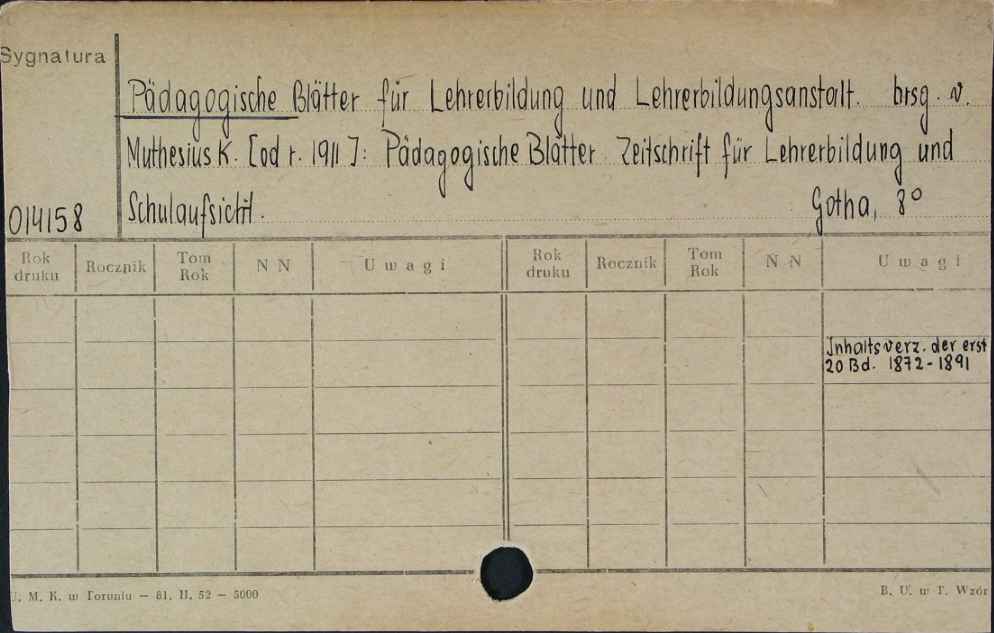 Sygnatura
Pädagogische Blätter für Lehrerbildung und Lehrerbildungsanstalt. hrsg. v.
Muthesius K. [od r. 1911]: Pädagogische Blätter Zeitschrift für Lehrerbildung und
Schulaufsicht.
Gotha, 8°
014158
Rok druku Rocznik Tom Rok N N Uwagi Rok druku Rocznik Tom Rok N N Uwagi
Inhaltsverz. der erst
20 Bd. 1872-1891
U. M. K. w Toruniu — 81. II. 52 — 5000
B. U. w T. Wzór